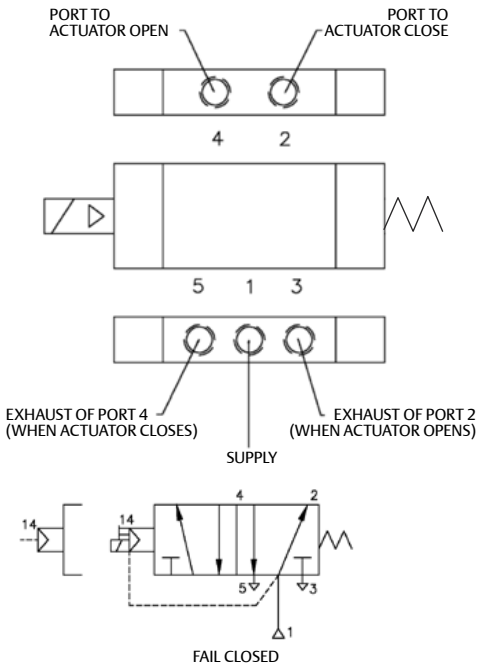 PORT TO
ACTUATOR OPEN
PORT TO
ACTUATOR CLOSE
4 2
5 1 3
EXHAUST OF PORT 4
(WHEN ACTUATOR CLOSES)
EXHAUST OF PORT 2
(WHEN ACTUATOR OPENS)
SUPPLY
4 2
14 14
5 3
1
FAIL CLOSED